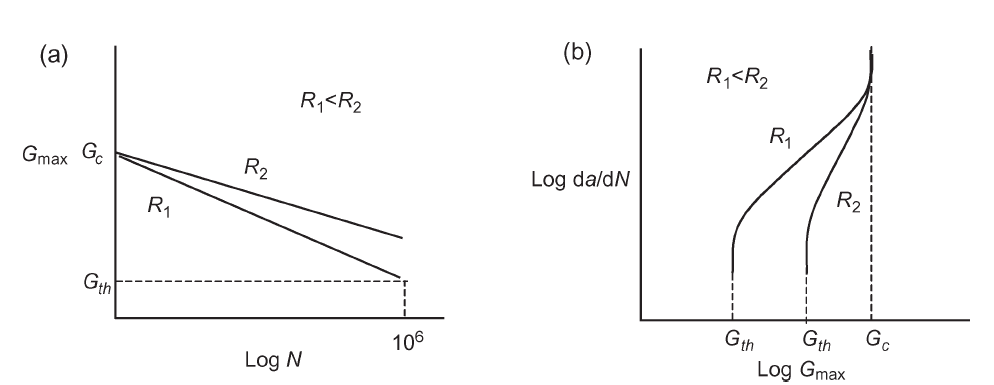 (a)
R1<R2
Gmax Gc
R2
R1
Gth
10^6
Log N
(b)
R1<R2
R1
Log da/dN
R2
Gth Gth Gc
Log Gmax